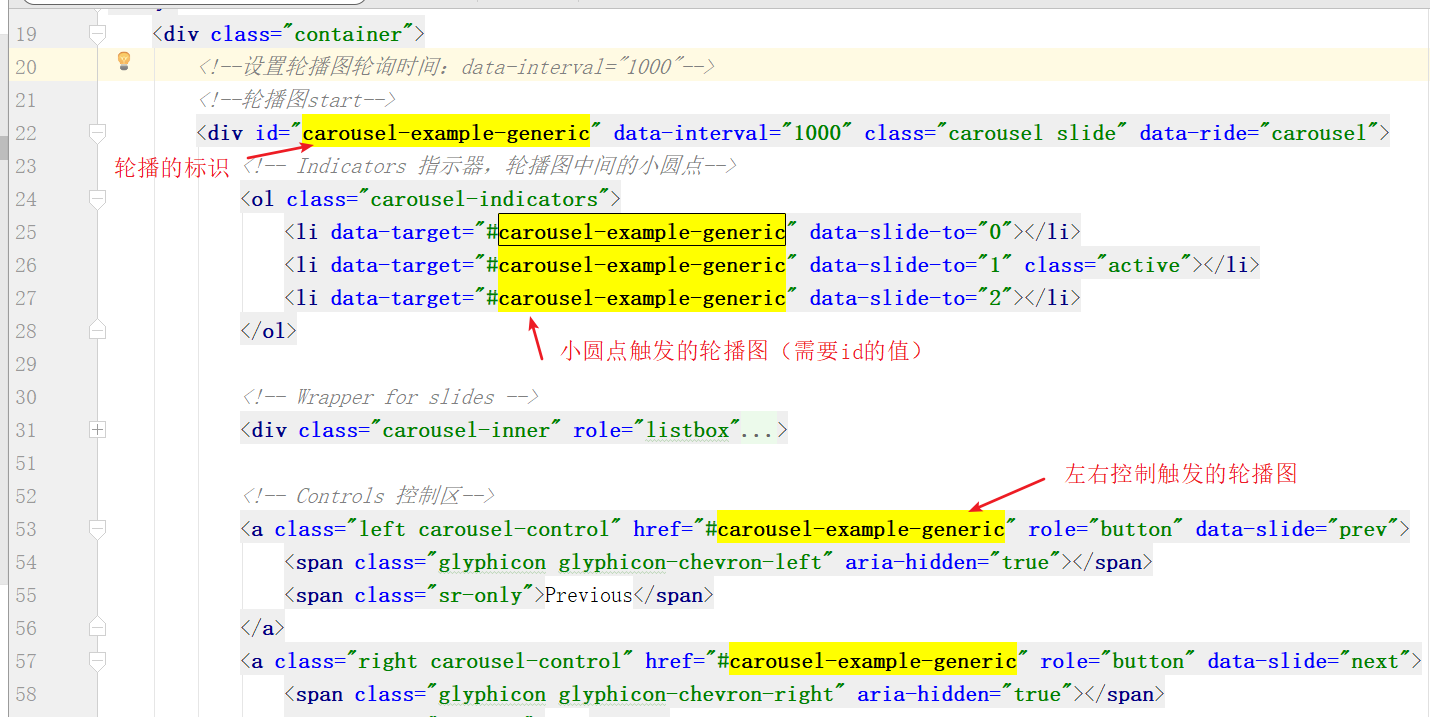 19 <div class="container">
20 <!--设置轮播图轮询时间：data-interval="1000"-->
21 <!--轮播图start-->
22 <div id="carousel-example-generic" data-interval="1000" class="carousel slide" data-ride="carousel">
轮播的标识
23 <!-- Indicators 指示器，轮播图中间的小圆点-->
24 <ol class="carousel-indicators">
25 <li data-target="#carousel-example-generic" data-slide-to="0"></li>
26 <li data-target="#carousel-example-generic" data-slide-to="1" class="active"></li>
27 <li data-target="#carousel-example-generic" data-slide-to="2"></li>
28 </ol>
小圆点触发的轮播图（需要id的值）
29
30 <!-- Wrapper for slides -->
31 <div class="carousel-inner" role="listbox"...>
51
左右控制触发的轮播图
52 <!-- Controls 控制区-->
53 <a class="left carousel-control" href="#carousel-example-generic" role="button" data-slide="prev">
54 <span class="glyphicon glyphicon-chevron-left" aria-hidden="true"></span>
55 <span class="sr-only">Previous</span>
56 </a>
57 <a class="right carousel-control" href="#carousel-example-generic" role="button" data-slide="next">
58 <span class="glyphicon glyphicon-chevron-right" aria-hidden="true"></span>